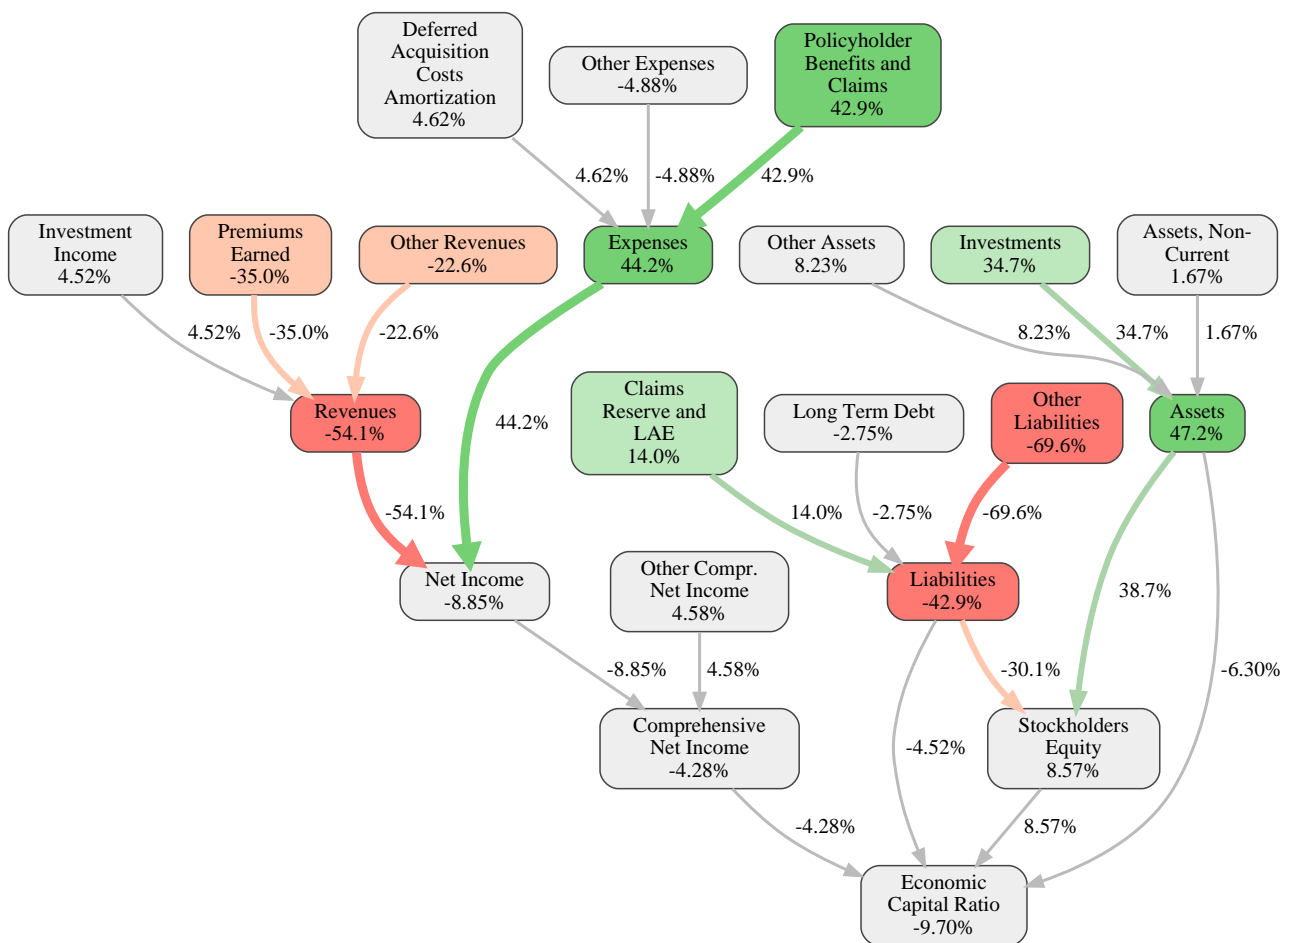 Deferred
Acquisition
Costs
Amortization
4.62%
Other Expenses
-4.88%
Policyholder
Benefits and
Claims
42.9%
4.62%
-4.88%
42.9%
Investment
Income
4.52%
Premiums
Earned
-35.0%
Other Revenues
-22.6%
Expenses
44.2%
Other Assets
8.23%
Investments
34.7%
Assets, Non-
Current
1.67%
4.52%
-35.0%
-22.6%
8.23%
34.7%
1.67%
Revenues
-54.1%
44.2%
Claims
Reserve and
LAE
14.0%
Long Term Debt
-2.75%
Other
Liabilities
-69.6%
Assets
47.2%
-54.1%
14.0%
-2.75%
-69.6%
Net Income
-8.85%
Other Compr.
Net Income
4.58%
Liabilities
-42.9%
38.7%
-8.85%
4.58%
-30.1%
-6.30%
Comprehensive
Net Income
-4.28%
-4.52%
Stockholders
Equity
8.57%
-4.28%
8.57%
Economic
Capital Ratio
-9.70%